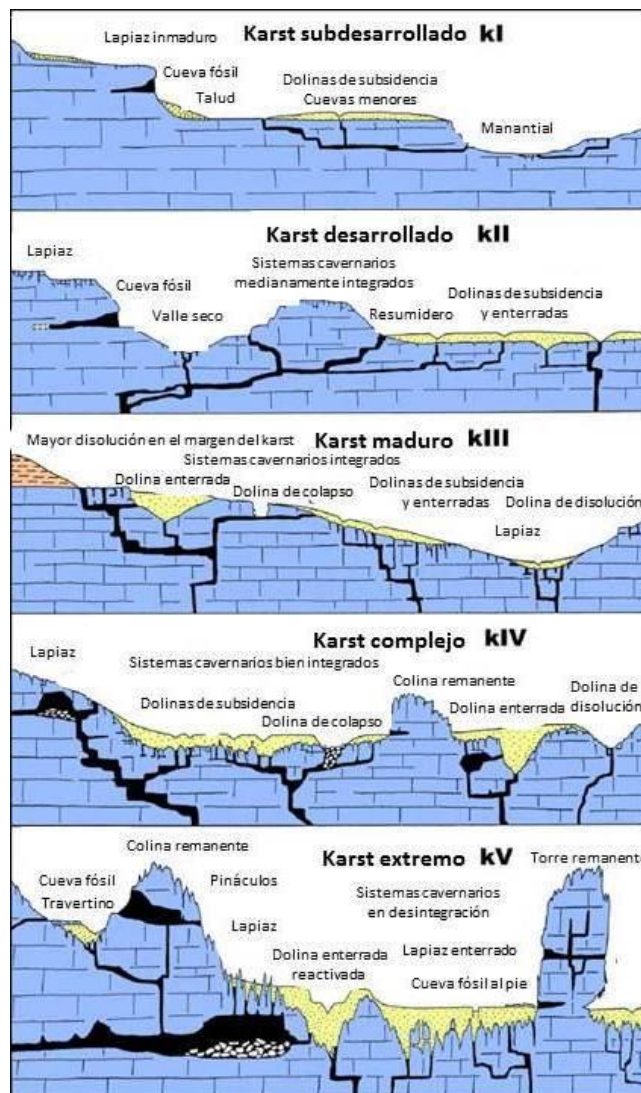 Karst subdesarrollado kI
Lapiaz inmaduro
Cueva fósil
Talud
Dolinas de subsidencia
Cuevas menores
Manantial
Karst desarrollado kII
Lapiaz
Cueva fósil
Valle seco
Sistemas cavernarios
medianamente integrados
Resumidero
Dolinas de subsidencia
y enterradas
Karst maduro kIII
Mayor disolución en el margen del karst
Sistemas cavernarios integrados
Dolina enterrada
Dolina de colapso
Dolinas de subsidencia
y enterradas
Dolina de disolución
Lapiaz
Karst complejo kIV
Lapiaz
Sistemas cavernarios bien integrados
Dolinas de subsidencia
Dolina de colapso
Colina remanente
Dolina enterrada
Dolina de
disolución
Karst extremo kV
Colina remanente
Torre remanente
Cueva fósil
Travertino
Pináculos
Lapiaz
Sistemas cavernarios
en desintegración
Dolina enterrada
reactivada
Lapiaz enterrado
Cueva fósil al pie